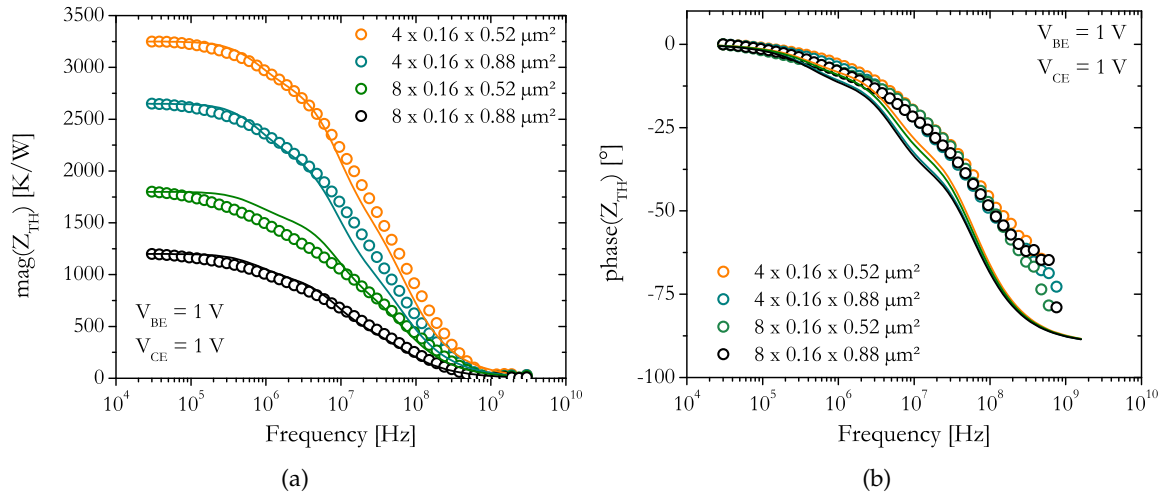 4 x 0.16 x 0.52 µm²
4 x 0.16 x 0.88 µm²
8 x 0.16 x 0.52 µm²
8 x 0.16 x 0.88 µm²
mag(Z_TH) [K/W]
3500
3000
2500
2000
1500
1000
500
0
V_BE = 1 V
V_CE = 1 V
10^4 10^5 10^6 10^7 10^8 10^9 10^10
Frequency [Hz]
(a)
V_BE = 1 V
V_CE = 1 V
phase(Z_TH) [°]
0
-25
-50
-75
-100
4 x 0.16 x 0.52 µm²
4 x 0.16 x 0.88 µm²
8 x 0.16 x 0.52 µm²
8 x 0.16 x 0.88 µm²
10^4 10^5 10^6 10^7 10^8 10^9 10^10
Frequency [Hz]
(b)